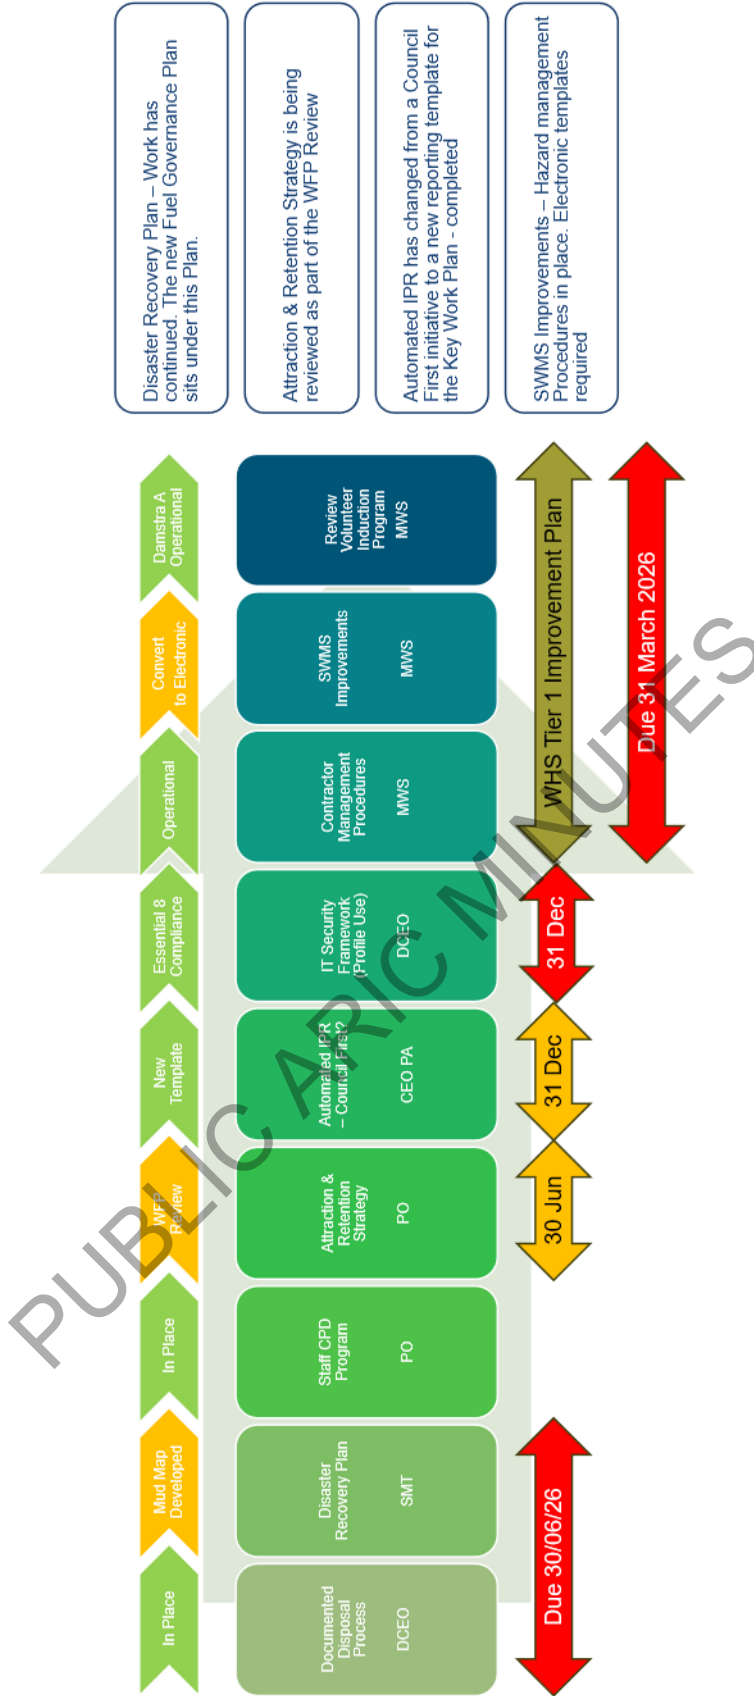 In Place
Mud Map
Developed
In Place
WFP
Review
New
Template
Essential 8
Compliance
Operational
Convert
to Electronic
Damstra A
Operational
Documented
Disposal
Process
DCEO
Disaster
Recovery Plan
SMT
Staff CPD
Program
PO
Attraction &
Retention
Strategy
PO
Automated IPR
– Council First?
CEO PA
IT Security
Framework
(Profile Use)
DCEO
Contractor
Management
Procedures
MWS
SWMS
Improvements
MWS
Review
Volunteer
Induction
Program
MWS
Due 30/06/26
30 Jun
31 Dec
31 Dec
WHS Tier 1 Improvement Plan
Due 31 March 2026
Disaster Recovery Plan – Work has
continued. The new Fuel Governance Plan
sits under this Plan.
Attraction & Retention Strategy is being
reviewed as part of the WFP Review
Automated IPR has changed from a Council
First initiative to a new reporting template for
the Key Work Plan - completed
SWMS Improvements – Hazard management
Procedures in place. Electronic templates
required
PUBLIC ARIC MINUTES